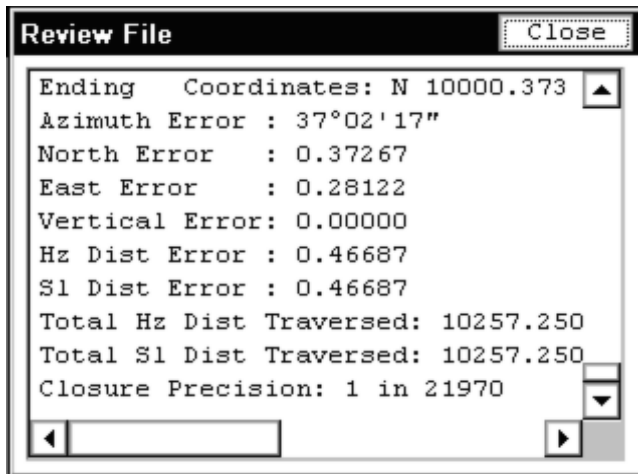 Review File
Close
Ending Coordinates: N 10000.373
Azimuth Error : 37°02'17"
North Error : 0.37267
East Error : 0.28122
Vertical Error: 0.00000
Hz Dist Error : 0.46687
Sl Dist Error : 0.46687
Total Hz Dist Traversed: 10257.250
Total Sl Dist Traversed: 10257.250
Closure Precision: 1 in 21970